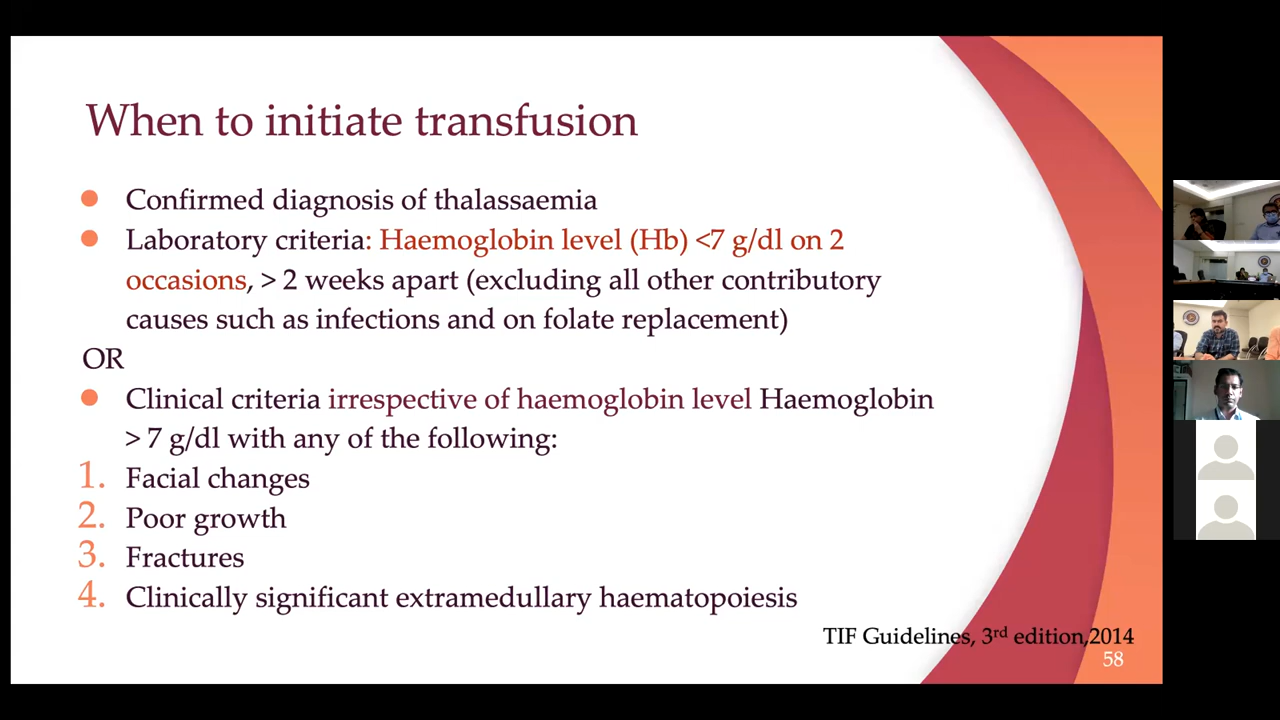 When to initiate transfusion
● Confirmed diagnosis of thalassaemia
● Laboratory criteria: Haemoglobin level (Hb) <7 g/dl on 2
occasions, > 2 weeks apart (excluding all other contributory
causes such as infections and on folate replacement)
OR
● Clinical criteria irrespective of haemoglobin level Haemoglobin
> 7 g/dl with any of the following:
1. Facial changes
2. Poor growth
3. Fractures
4. Clinically significant extramedullary haematopoiesis
TIF Guidelines, 3rd edition,2014
58